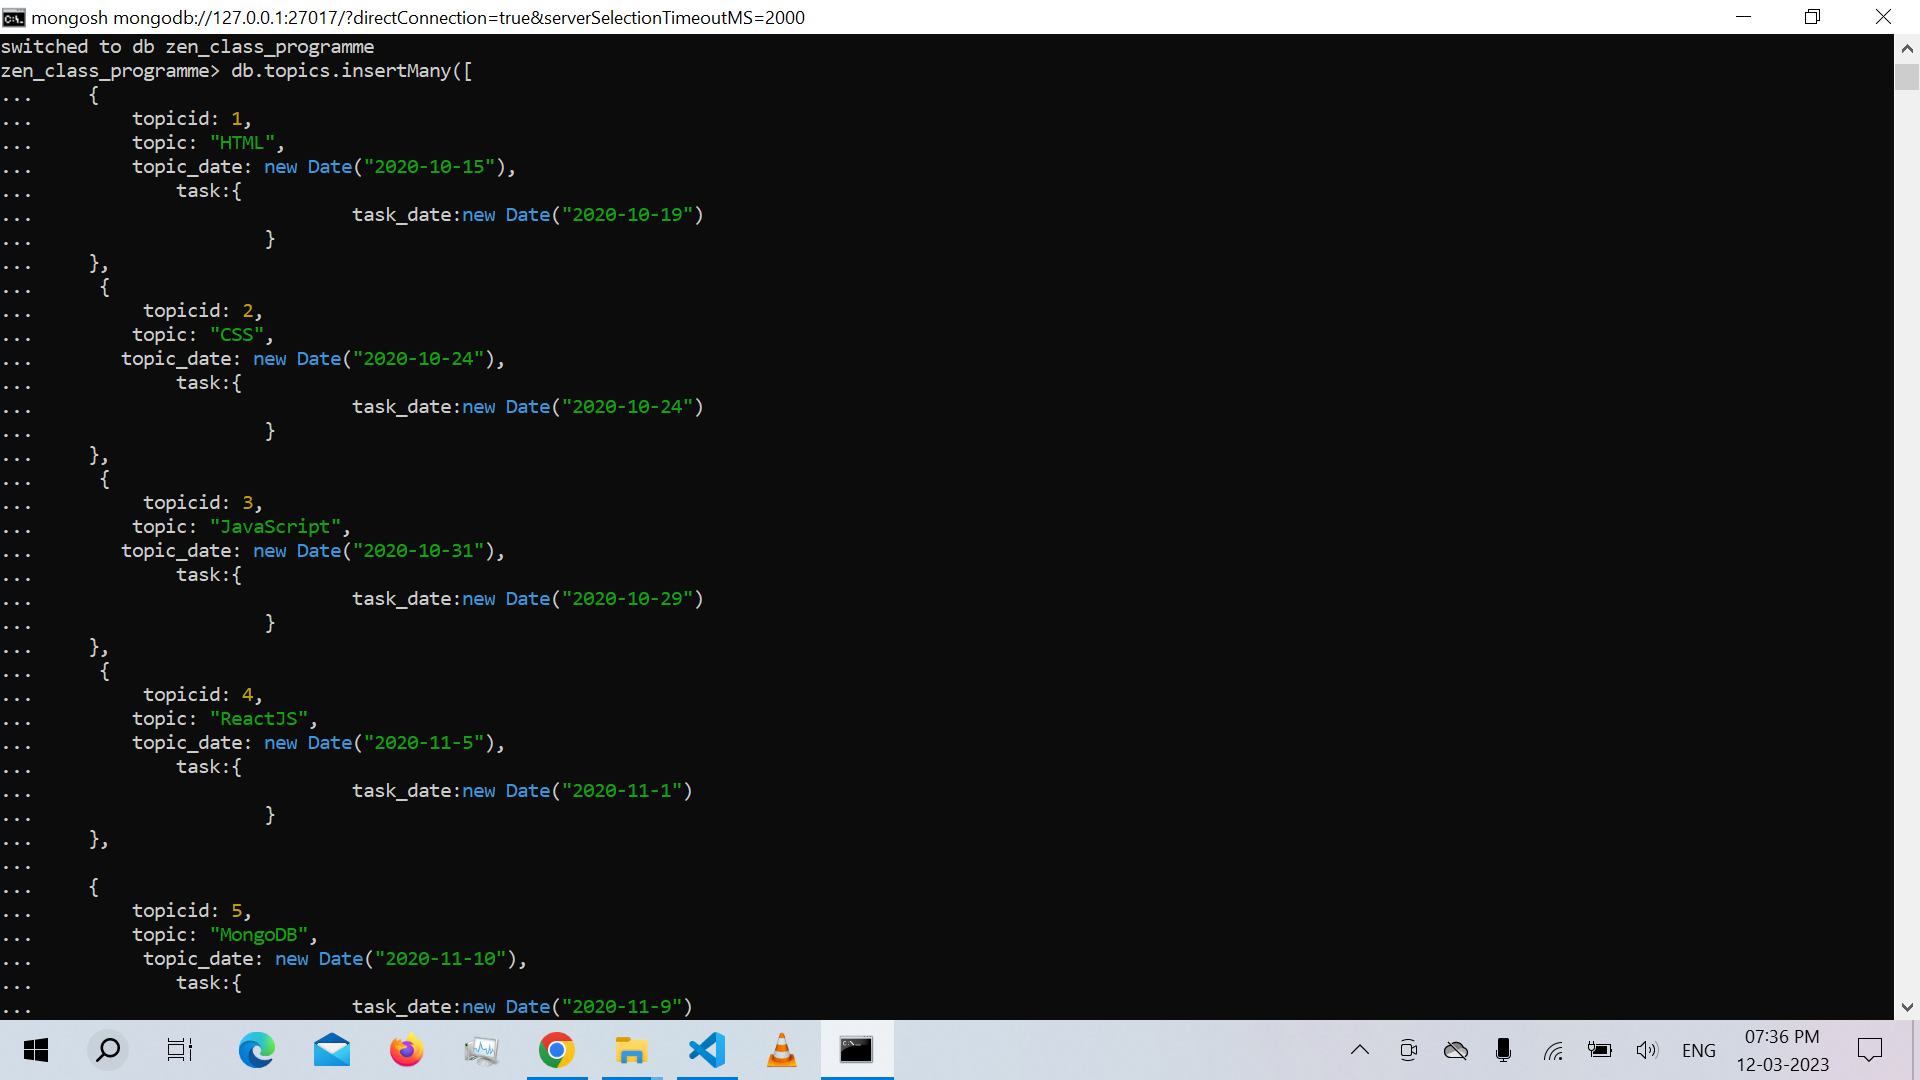 mongosh mongodb://127.0.0.1:27017/?directConnection=true&serverSelectionTimeoutMS=2000
switched to db zen_class_programme
zen_class_programme> db.topics.insertMany([
...     {
...         topicid: 1,
...         topic: "HTML",
...         topic_date: new Date("2020-10-15"),
...             task:{
...                             task_date:new Date("2020-10-19")
...                     }
...     },
...      {
...          topicid: 2,
...         topic: "CSS",
...        topic_date: new Date("2020-10-24"),
...             task:{
...                             task_date:new Date("2020-10-24")
...                     }
...     },
...      {
...          topicid: 3,
...         topic: "JavaScript",
...        topic_date: new Date("2020-10-31"),
...             task:{
...                             task_date:new Date("2020-10-29")
...                     }
...     },
...      {
...          topicid: 4,
...         topic: "ReactJS",
...         topic_date: new Date("2020-11-5"),
...             task:{
...                             task_date:new Date("2020-11-1")
...                     }
...     },
...
...     {
...         topicid: 5,
...         topic: "MongoDB",
...          topic_date: new Date("2020-11-10"),
...             task:{
...                             task_date:new Date("2020-11-9")
ENG
07:36 PM
12-03-2023